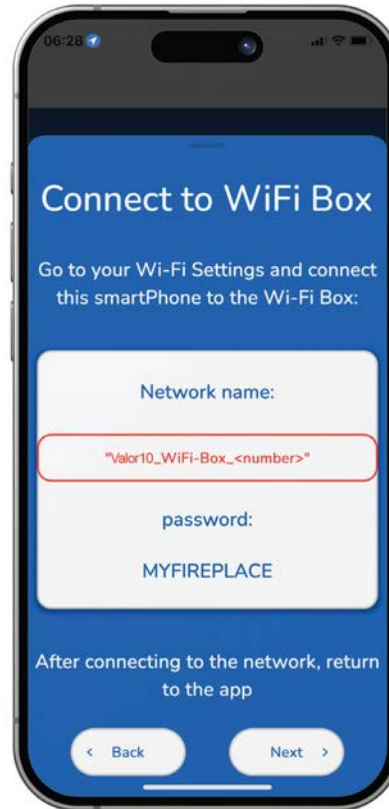 06:28
Connect to WiFi Box
Go to your Wi-Fi Settings and connect
this smartPhone to the Wi-Fi Box:
Network name:
"Valor10_WiFi-Box_<number>"
password:
MYFIREPLACE
After connecting to the network, return
to the app
< Back
Next >